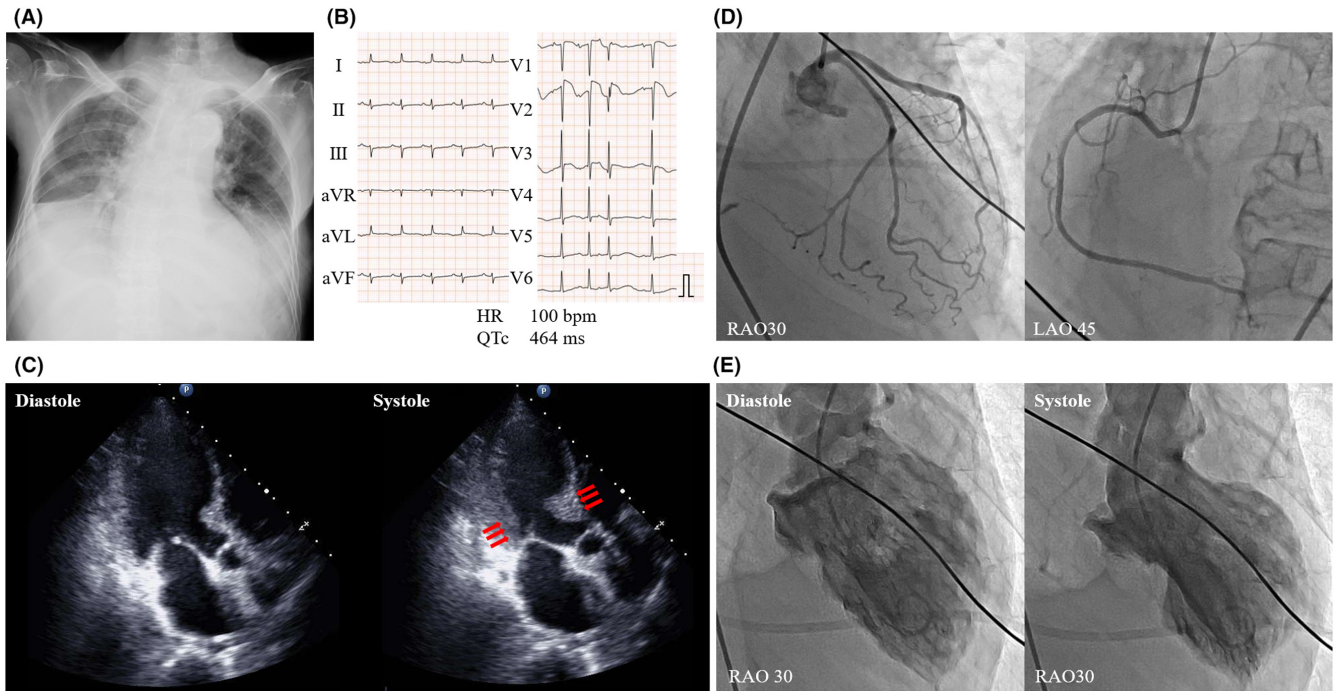 (A)
(B)
I
II
III
aVR
aVL
aVF
V1
V2
V3
V4
V5
V6
HR 100 bpm
QTc 464 ms
(C)
Diastole
P
Systole
P
(D)
RAO30
LAO 45
(E)
Diastole
RAO 30
Systole
RAO30